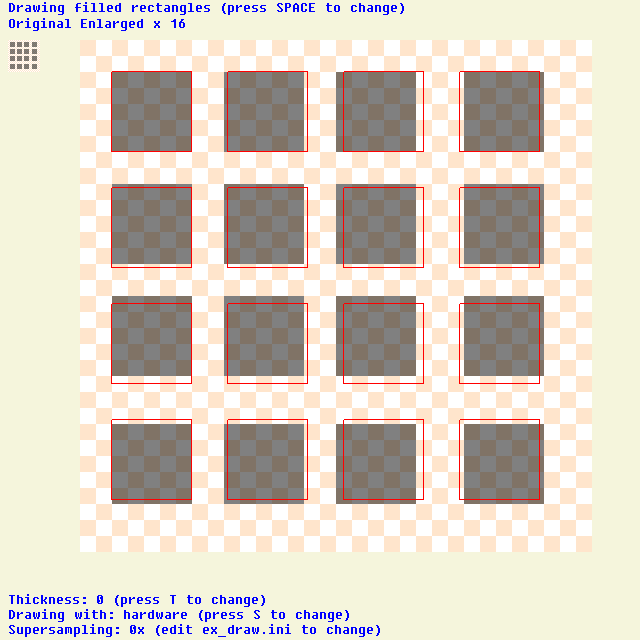 Drawing filled rectangles (press SPACE to change)
Original Enlarged x 16
Thickness: 0 (press T to change)
Drawing with: hardware (press S to change)
Supersampling: 0x (edit ex_draw.ini to change)